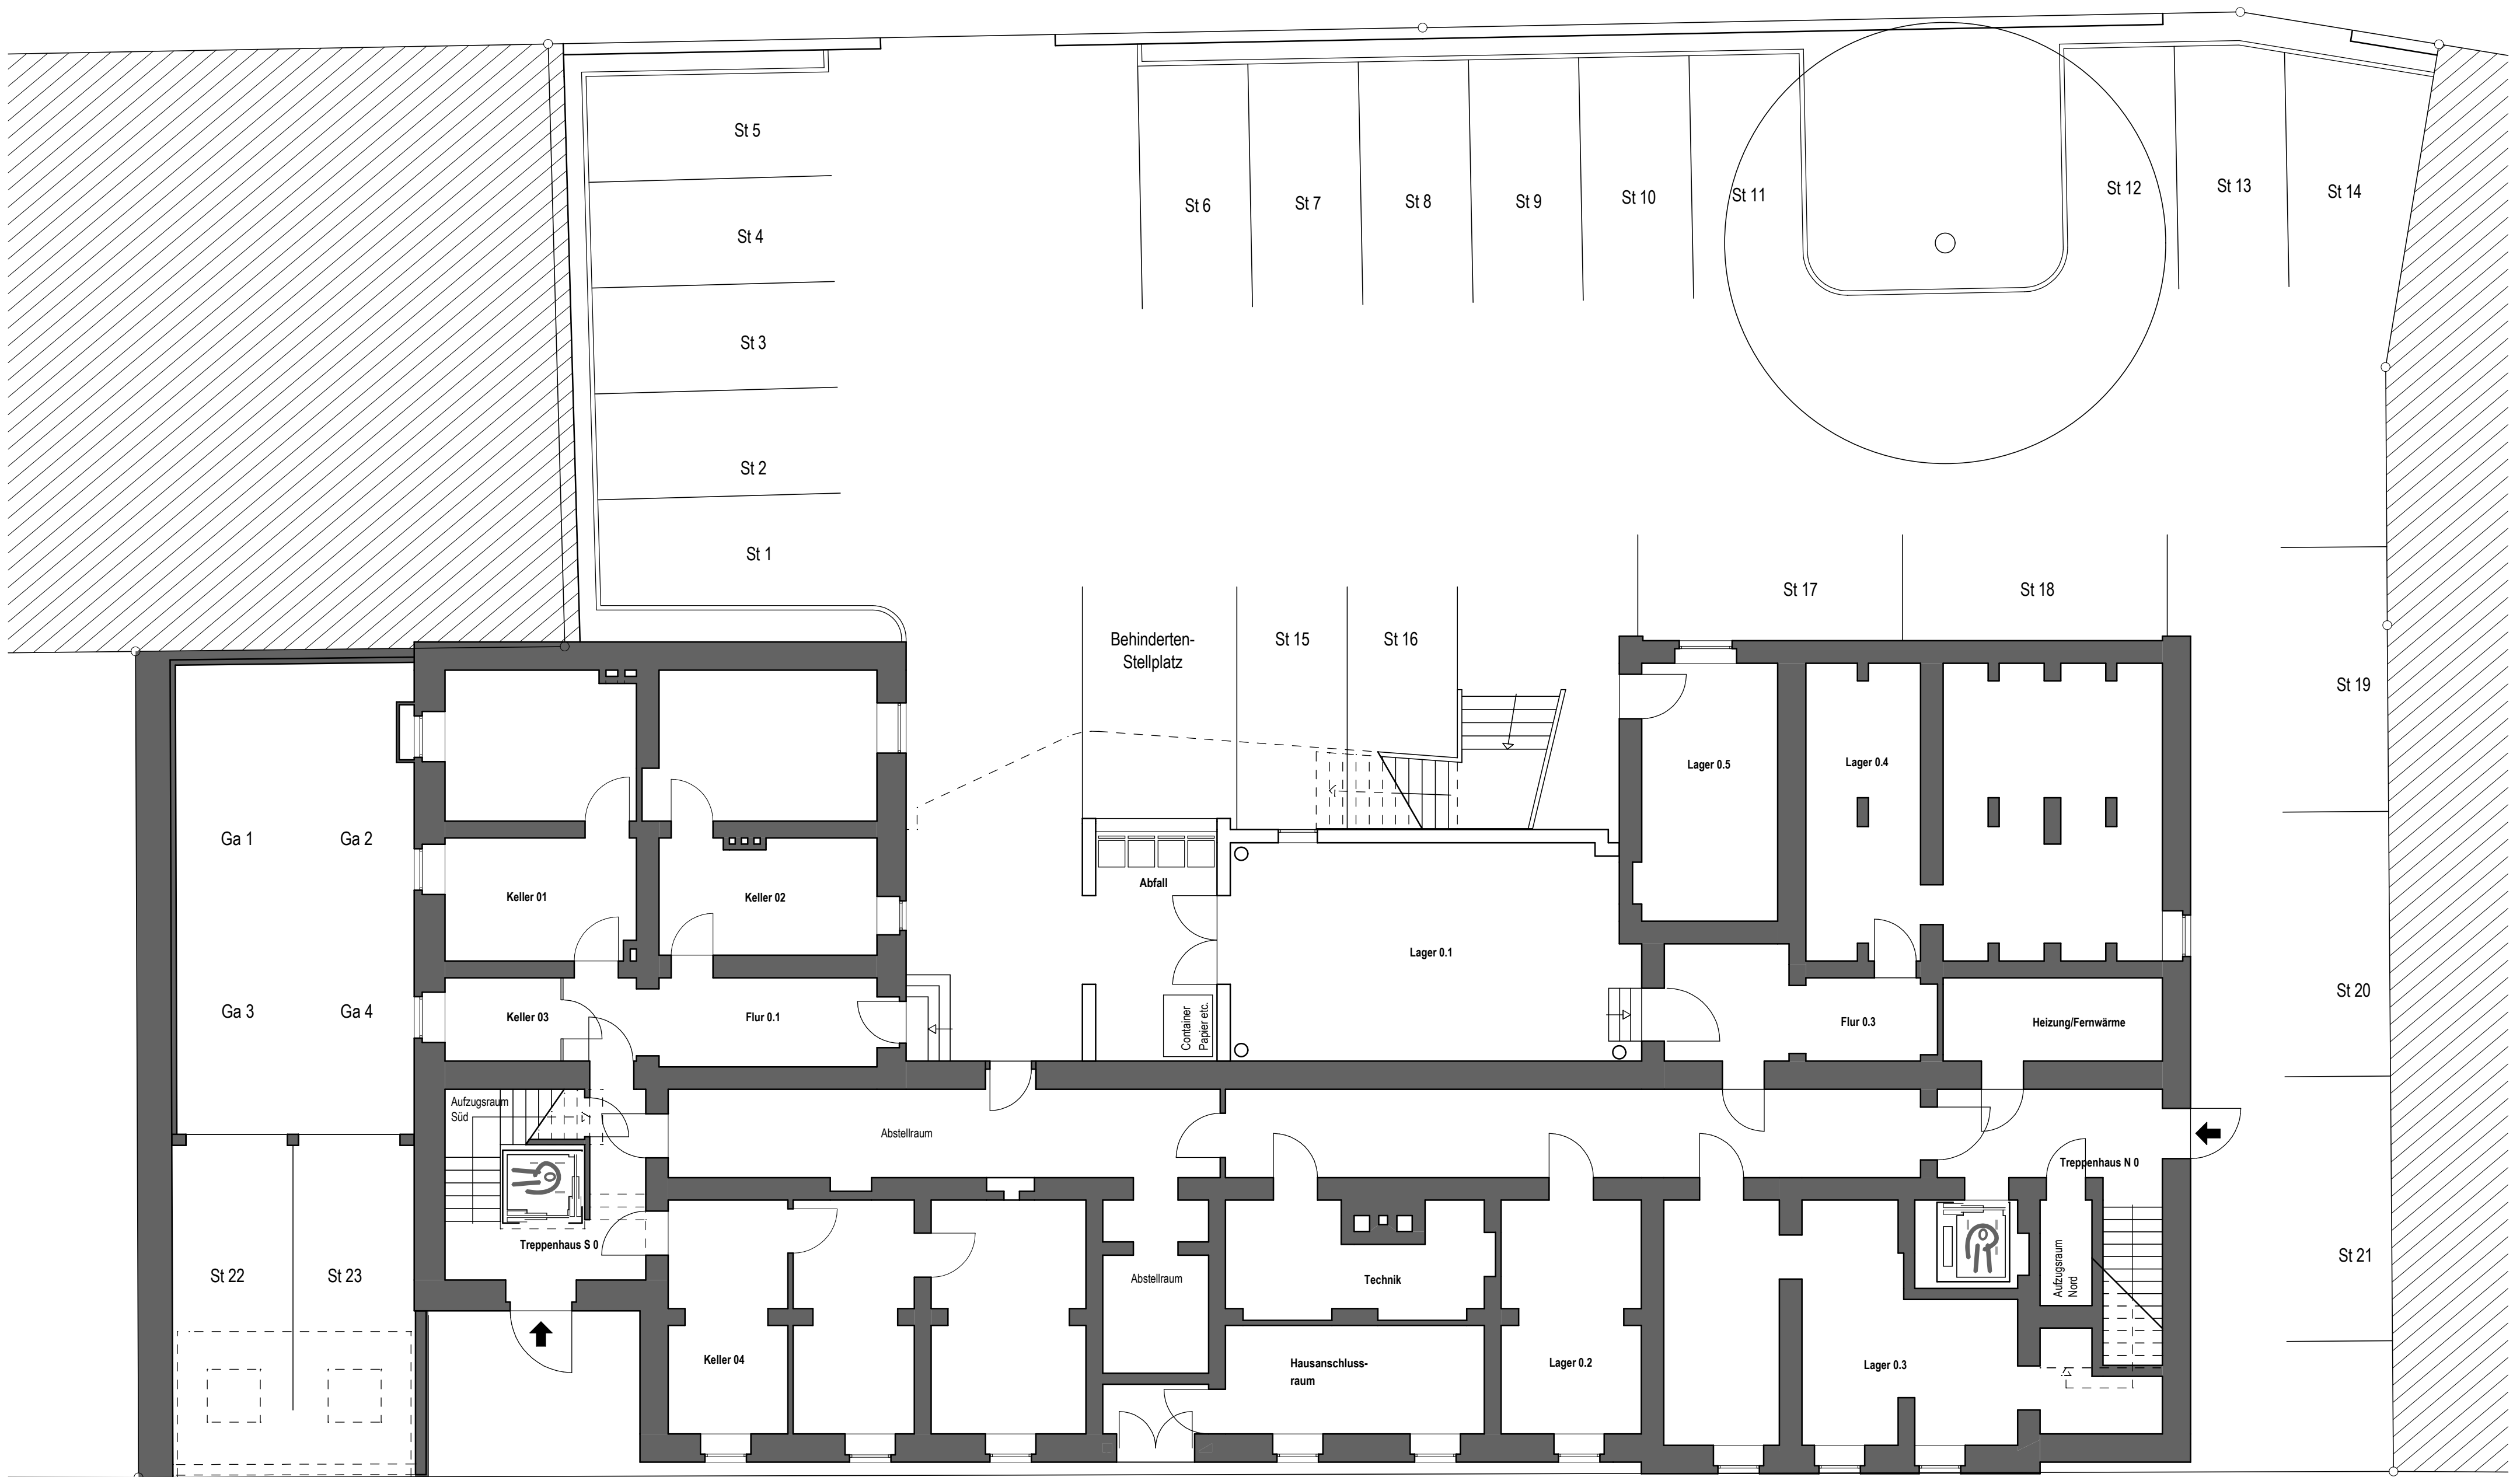 St 5
St 4
St 3
St 2
St 1
St 6
St 7
St 8
St 9
St 10
St 11
St 12
St 13
St 14
Behinderten-
Stellplatz
St 15
St 16
St 17
St 18
St 19
St 20
St 21
Ga 1
Ga 2
Ga 3
Ga 4
St 22
St 23
Keller 01
Keller 02
Keller 03
Flur 0.1
Abfall
Container
Papier etc.
Lager 0.1
Lager 0.5
Lager 0.4
Flur 0.3
Heizung/Fernwärme
Aufzugsraum
Süd
Treppenhaus S 0
Abstellraum
Keller 04
Abstellraum
Technik
Hausanschluss-
raum
Lager 0.2
Lager 0.3
Treppenhaus N 0
Aufzugsraum
Nord